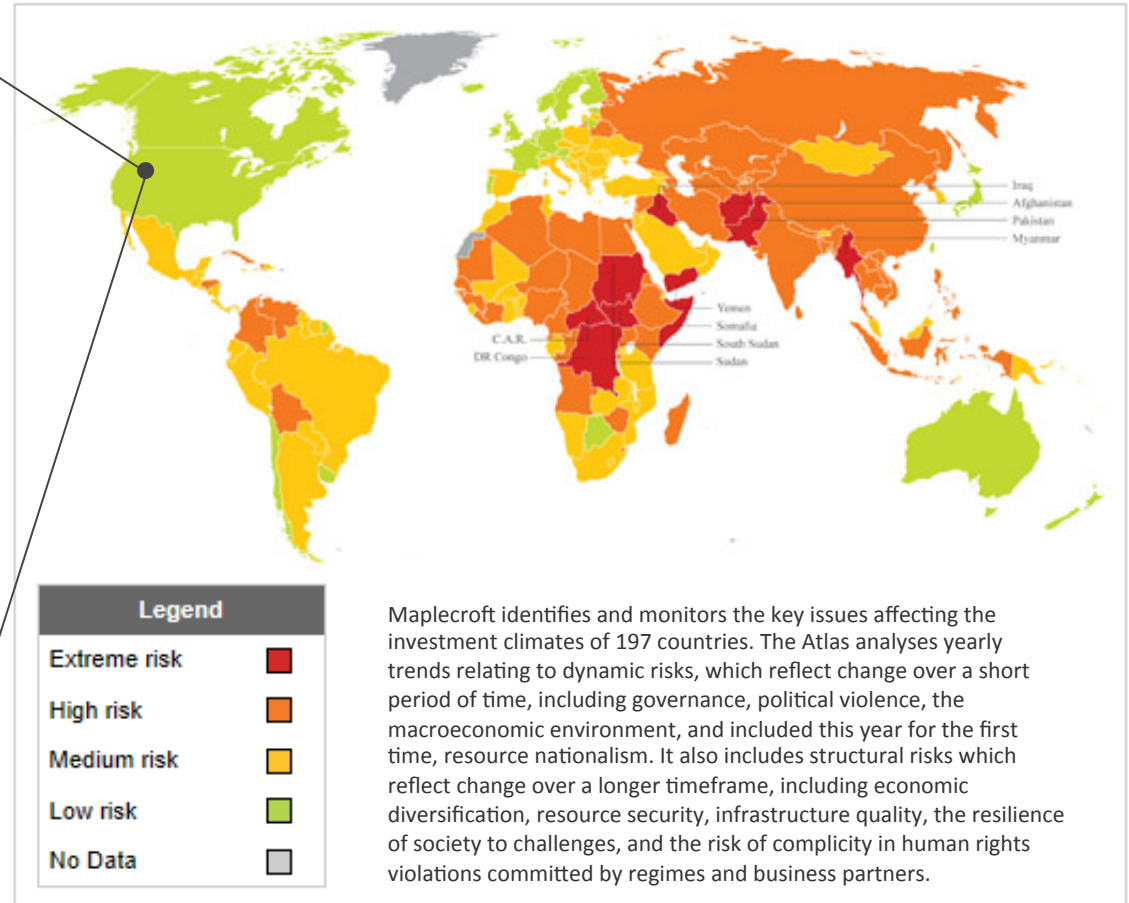 Iraq
Afghanistan
Pakistan
Myanmar
Yemen
Somalia
C.A.R.
South Sudan
DR Congo
Sudan
Legend
Extreme risk
High risk
Medium risk
Low risk
No Data
Maplecroft identifies and monitors the key issues affecting the
investment climates of 197 countries. The Atlas analyses yearly
trends relating to dynamic risks, which reflect change over a short
period of time, including governance, political violence, the
macroeconomic environment, and included this year for the first
time, resource nationalism. It also includes structural risks which
reflect change over a longer timeframe, including economic
diversification, resource security, infrastructure quality, the resilience
of society to challenges, and the risk of complicity in human rights
violations committed by regimes and business partners.